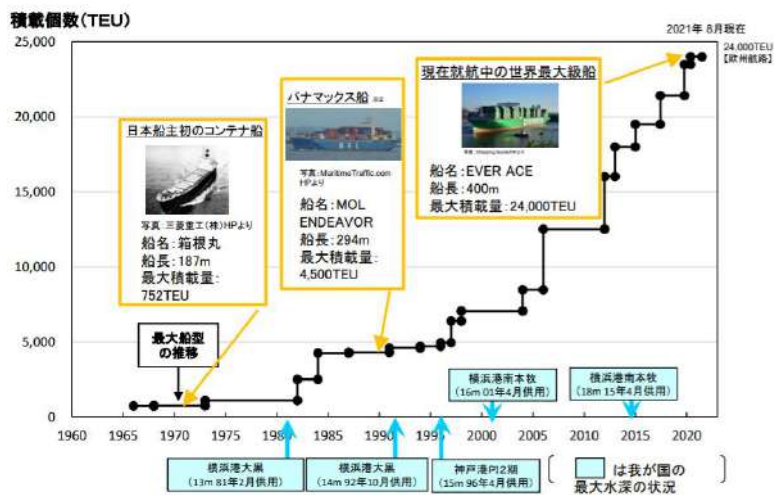 積載個数(TEU)
2021年 8月現在
24,000TEU
【欧州航路】
25,000
20,000
15,000
10,000
5,000
0
1960
1965
1970
1975
1980
1985
1990
1995
2000
2005
2010
2015
2020
日本船主初のコンテナ船
写真:三菱重工(株)HPより
船名:箱根丸
船長:187m
最大積載量:
752TEU
パナマックス船
写真:MaritimeTraffic.com
HPより
船名:MOL
ENDEAVOR
船長:294m
最大積載量:
4,500TEU
現在就航中の世界最大級船
船名:EVER ACE
船長:400m
最大積載量:24,000TEU
最大船型
の推移
横浜港南本牧
(16m 01年4月供用)
横浜港南本牧
(18m 15年4月供用)
横浜港大黒
(13m 81年2月供用)
横浜港大黒
(14m 92年10月供用)
神戸港PI2期
(15m 96年4月供用)
は我が国の
最大水深の状況